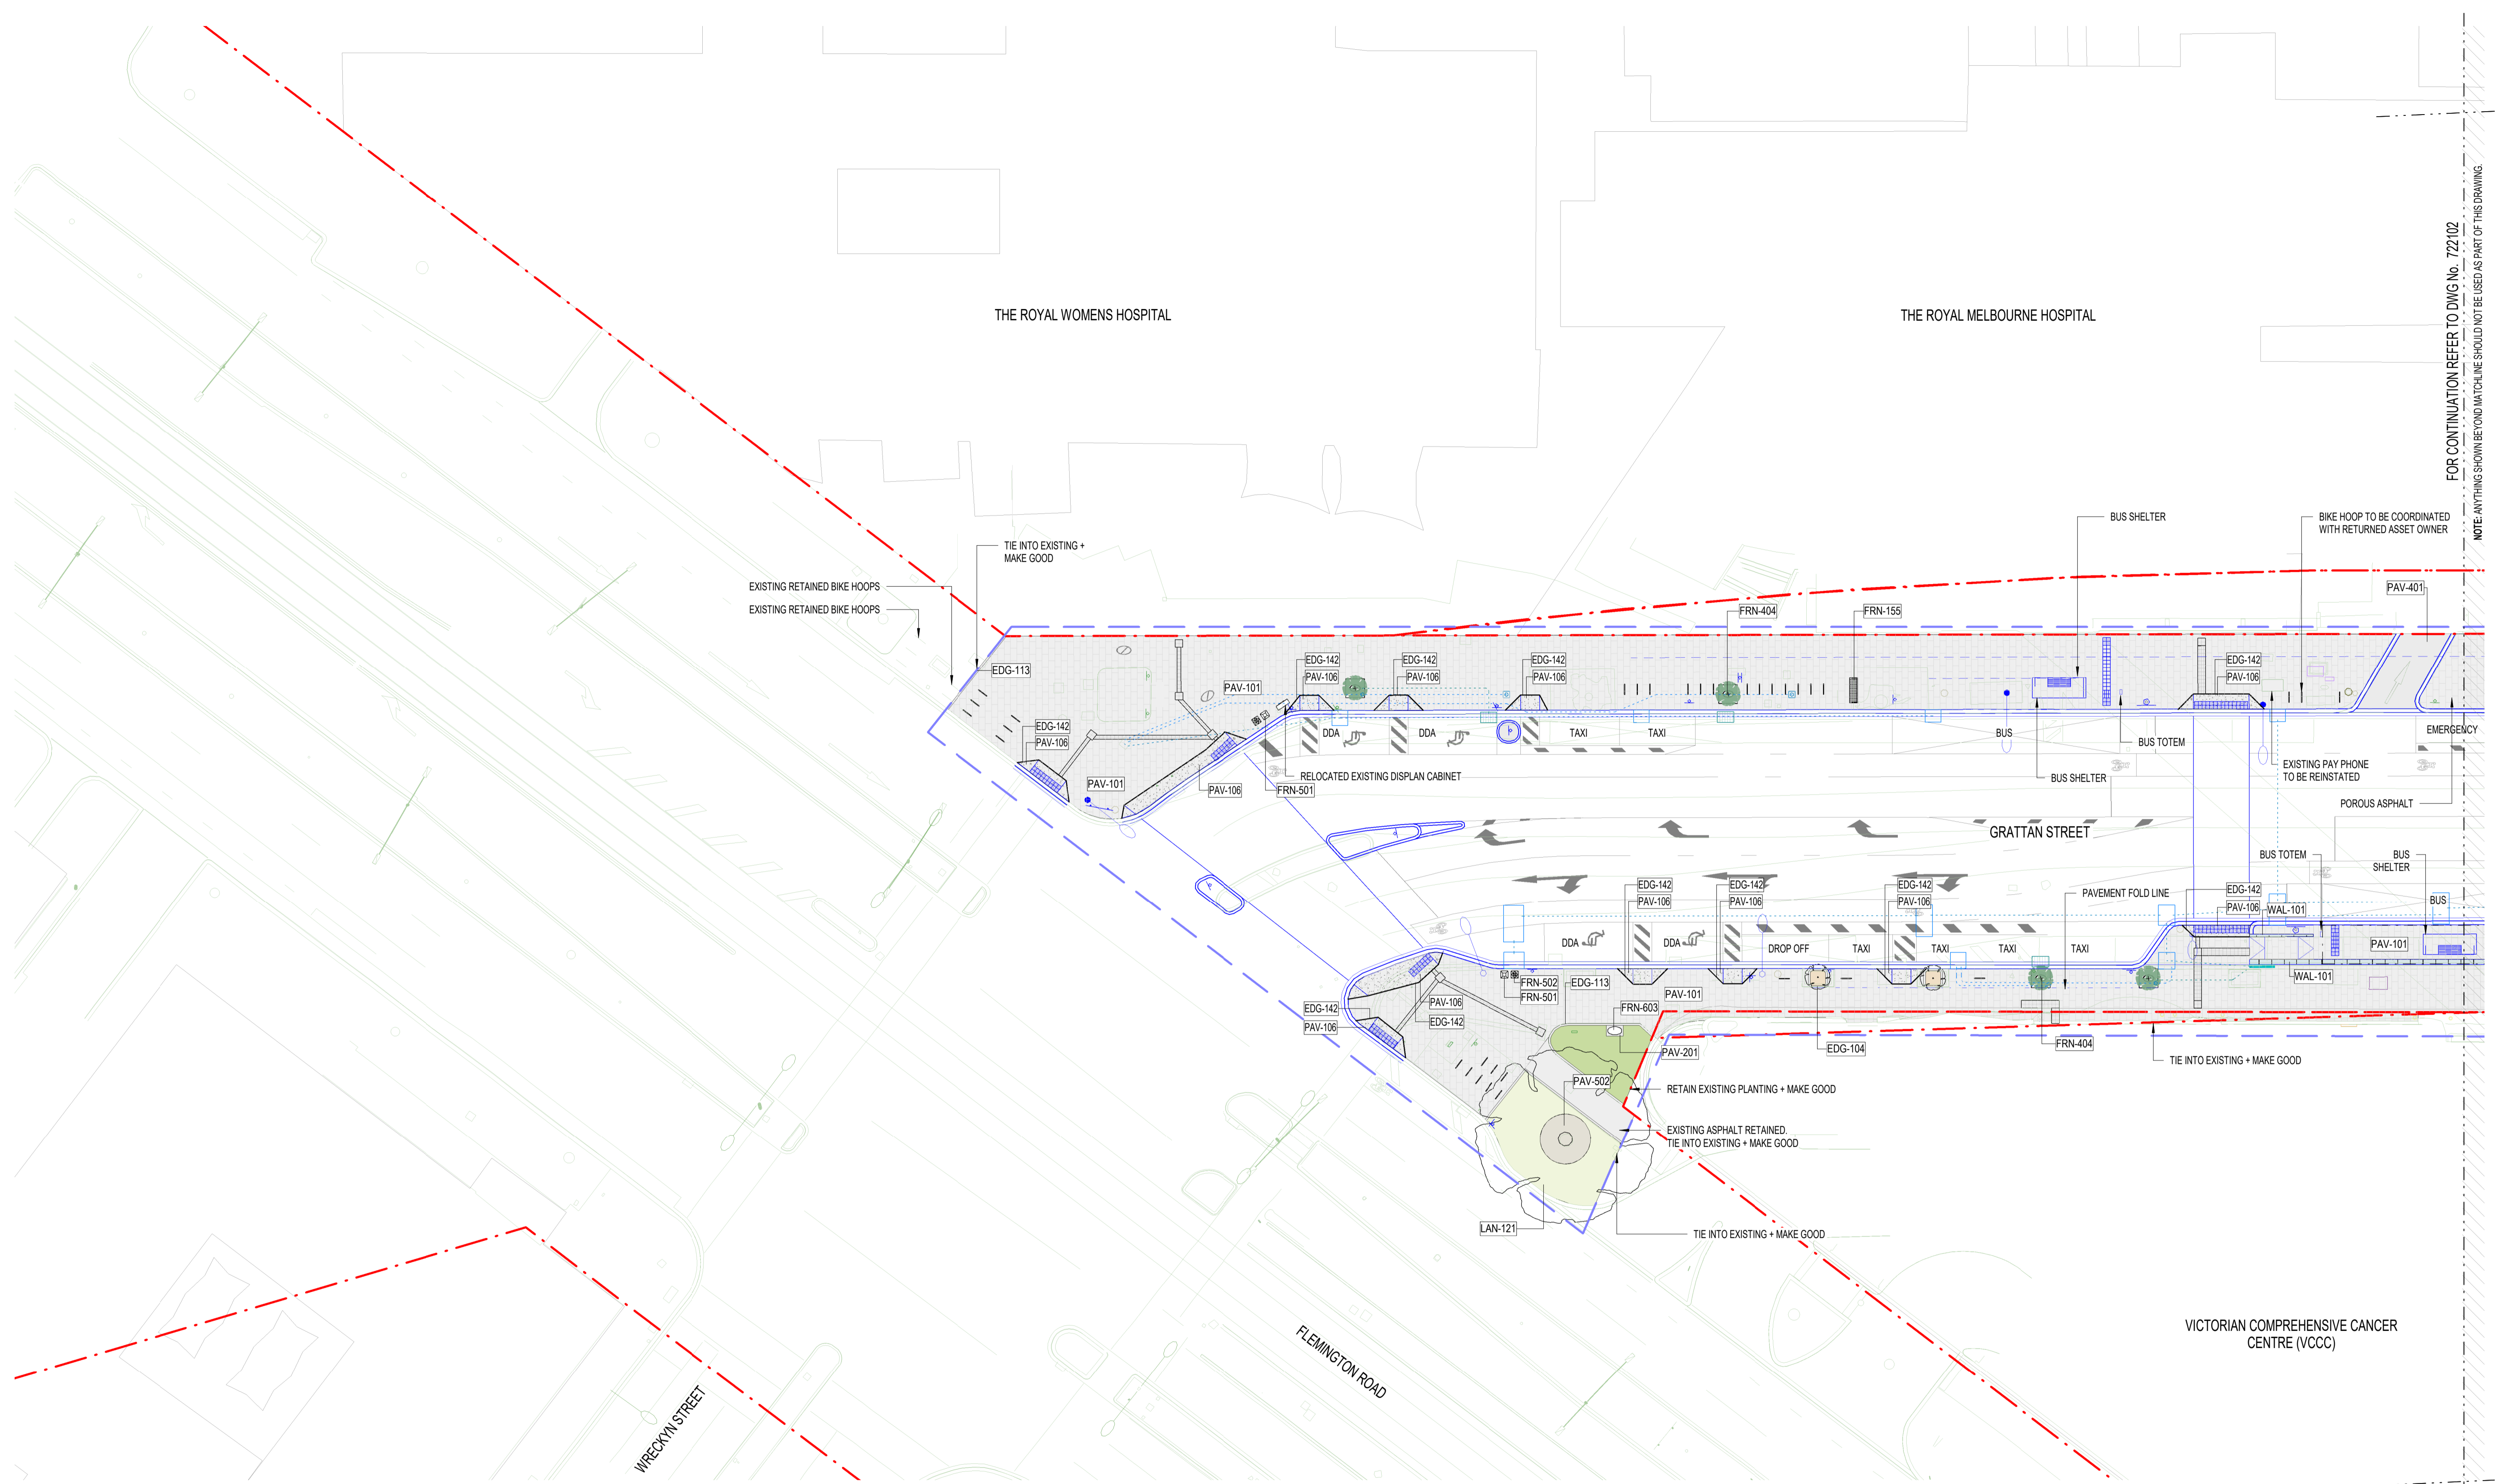 THE ROYAL WOMENS HOSPITAL
THE ROYAL MELBOURNE HOSPITAL
FOR CONTINUATION REFER TO DWG No. 722102
NOTE: ANYTHING SHOWN BEYOND MATCHLINE SHOULD NOT BE USED AS PART OF THIS DRAWING.
BUS SHELTER
BIKE HOOP TO BE COORDINATED
WITH RETURNED ASSET OWNER
TIE INTO EXISTING +
MAKE GOOD
EXISTING RETAINED BIKE HOOPS
EXISTING RETAINED BIKE HOOPS
PAV-401
FRN-404
FRN-155
EDG-113
EDG-142
PAV-106
EDG-142
PAV-106
EDG-142
PAV-106
EDG-142
PAV-106
PAV-101
EDG-142
PAV-106
PAV-101
DDA
DDA
TAXI
TAXI
BUS
BUS TOTEM
EMERGENCY
EXISTING PAY PHONE
TO BE REINSTATED
RELOCATED EXISTING DISPLAN CABINET
BUS SHELTER
PAV-106
FRN-501
POROUS ASPHALT
GRATTAN STREET
BUS TOTEM
BUS
SHELTER
EDG-142
PAV-106
EDG-142
PAV-106
EDG-142
PAV-106
PAVEMENT FOLD LINE
EDG-142
PAV-106
WAL-101
BUS
DDA
DDA
DROP OFF
TAXI
TAXI
TAXI
TAXI
PAV-101
FRN-502
FRN-501
EDG-113
PAV-101
WAL-101
EDG-142
PAV-106
PAV-106
EDG-142
FRN-603
PAV-201
EDG-104
FRN-404
TIE INTO EXISTING + MAKE GOOD
PAV-502
RETAIN EXISTING PLANTING + MAKE GOOD
EXISTING ASPHALT RETAINED.
TIE INTO EXISTING + MAKE GOOD
LAN-121
TIE INTO EXISTING + MAKE GOOD
FLEMINGTON ROAD
WRECKYN STREET
VICTORIAN COMPREHENSIVE CANCER
CENTRE (VCCC)